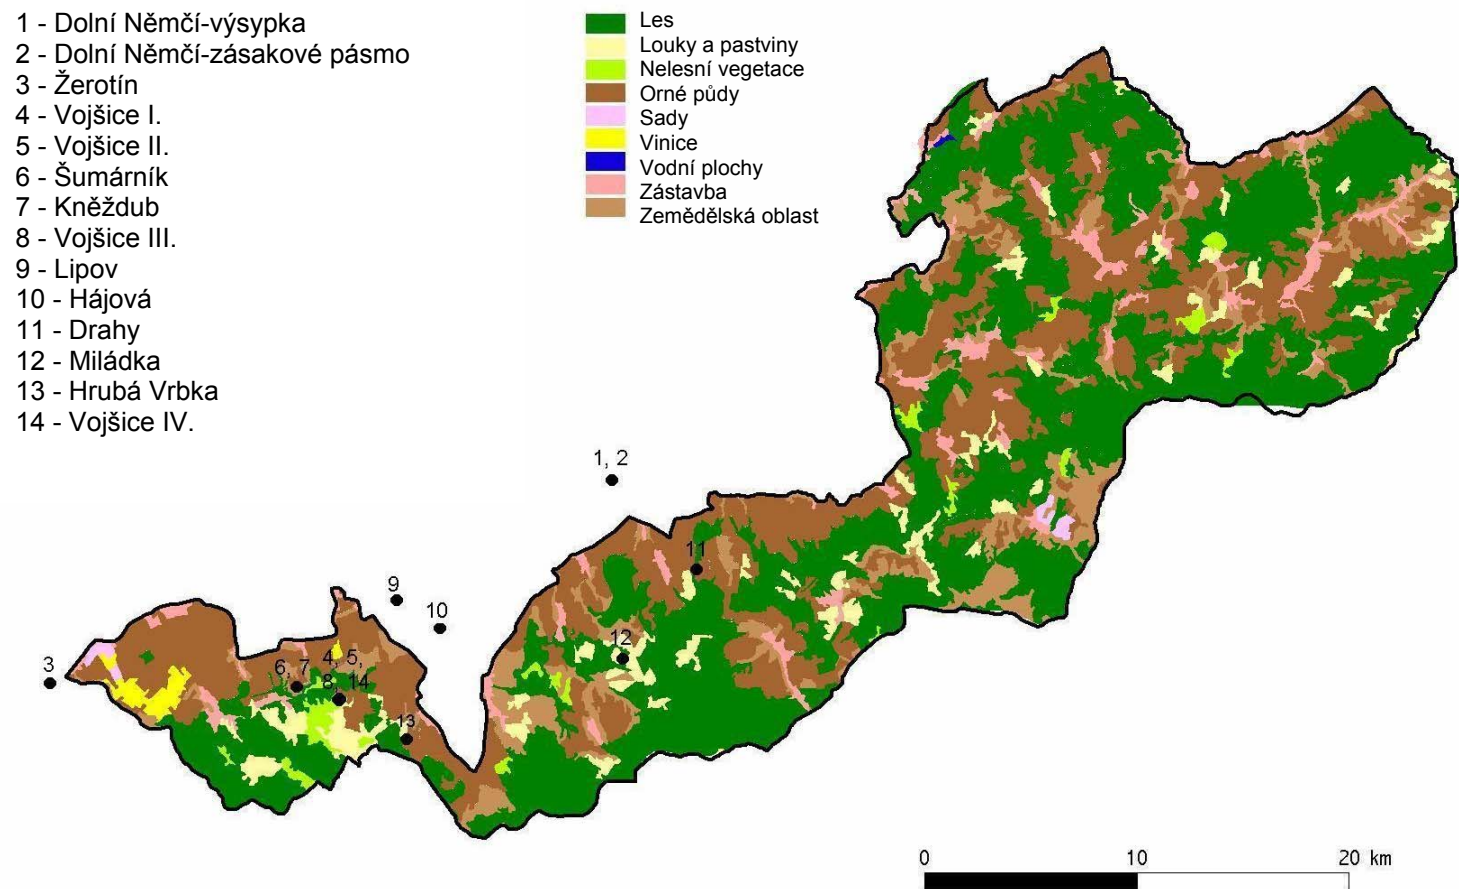 1 - Dolní Němčí-výsypka
2 - Dolní Němčí-zásakové pásmo
3 - Žerotín
4 - Vojšice I.
5 - Vojšice II.
6 - Šumárník
7 - Kněždub
8 - Vojšice III.
9 - Lipov
10 - Hájová
11 - Drahy
12 - Miládka
13 - Hrubá Vrbka
14 - Vojšice IV.
Les
Louky a pastviny
Nelesní vegetace
Orné půdy
Sady
Vinice
Vodní plochy
Zástavba
Zemědělská oblast
1, 2
11
9
10
12
3
6, 7
4, 5,
8, 14
13
0 10 20 km